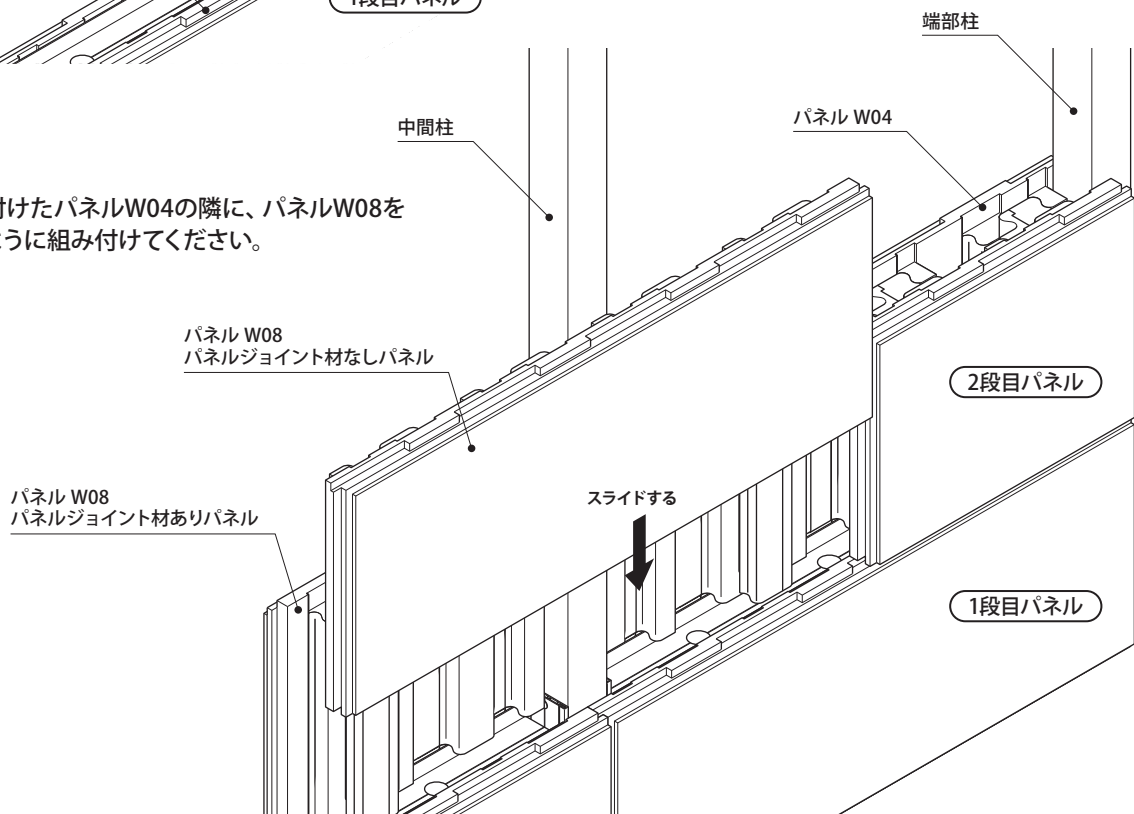 1段目パネル
端部柱
パネル W04
中間柱
付けたパネルW04の隣に、パネルW08を
うに組み付けてください。
パネル W08
パネルジョイント材なしパネル
2段目パネル
パネル W08
パネルジョイント材ありパネル
スライドする
1段目パネル